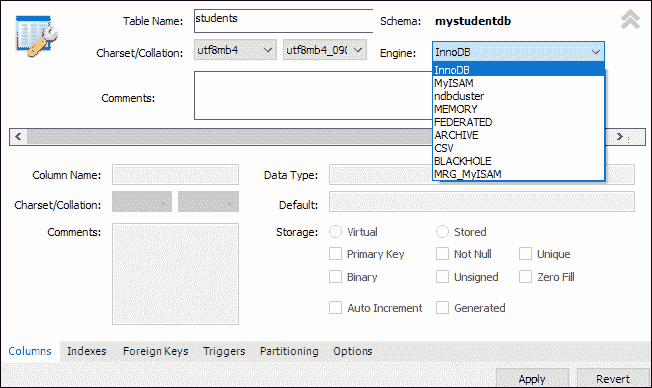 Table Name: students Schema: mystudentdb
Charset/Collation: utf8mb4 utf8mb4_090 Engine: InnoDB
InnoDB
MyISAM
ndbcluster
Comments: MEMORY
FEDERATED
ARCHIVE
CSV
BLACKHOLE
MRG_MyISAM
Column Name: Data Type:
Charset/Collation: Default:
Comments: Storage: Virtual Stored
Primary Key Not Null Unique
Binary Unsigned Zero Fill
Auto Increment Generated
Columns Indexes Foreign Keys Triggers Partitioning Options
Apply Revert